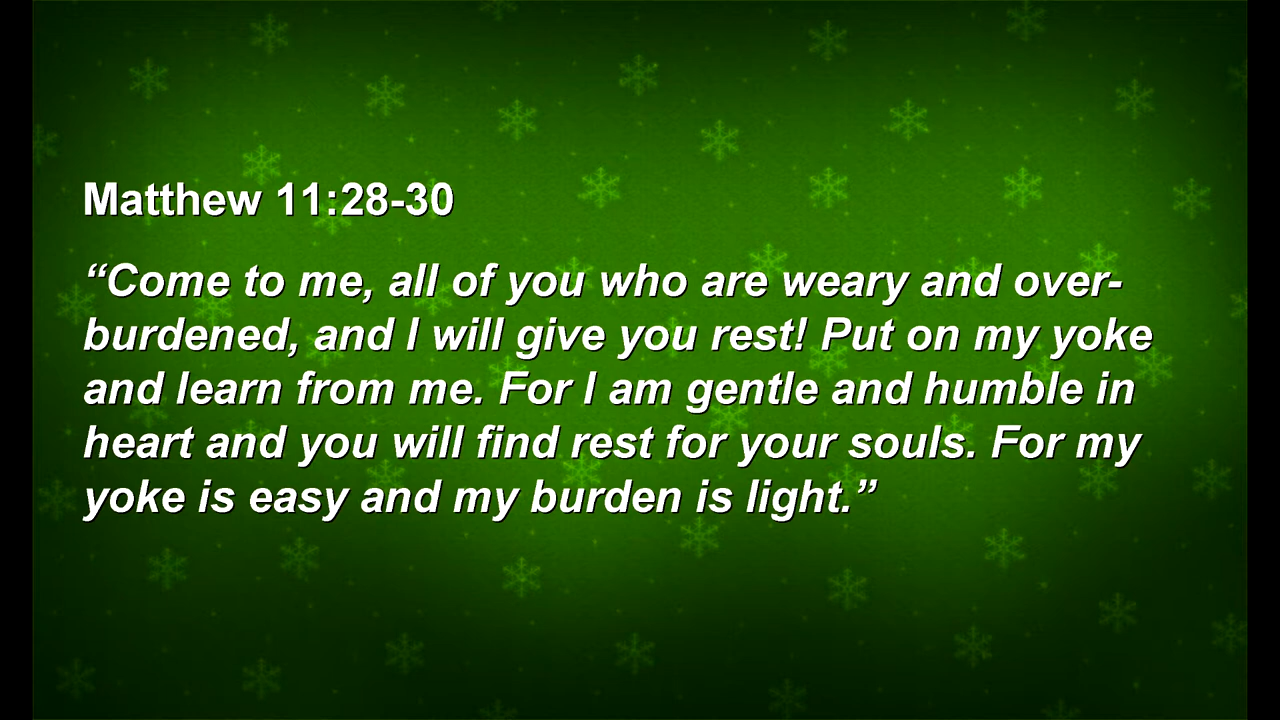 Matthew 11:28-30
“Come to me, all of you who are weary and over-
burdened, and I will give you rest! Put on my yoke
and learn from me. For I am gentle and humble in
heart and you will find rest for your souls. For my
yoke is easy and my burden is light.”